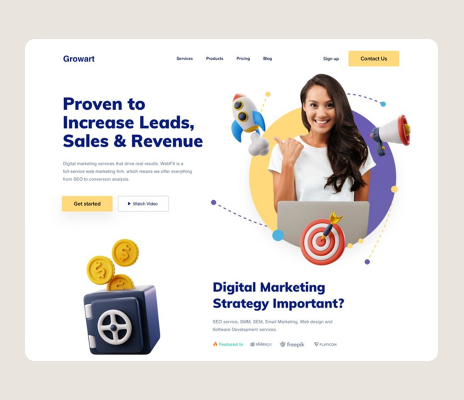 Growart
Services Products Pricing Blog
Sign up
Contact Us
Proven to
Increase Leads,
Sales & Revenue
Digital marketing services that drive real results. WebFX is a
full-service web marketing firm, which means we offer everything
from SEO to conversion analysis.
Get started
Watch Video
Digital Marketing
Strategy Important?
SEO service, SMM, SEM, Email Marketing, Web design and
Software Development services.
Featured In
freepik